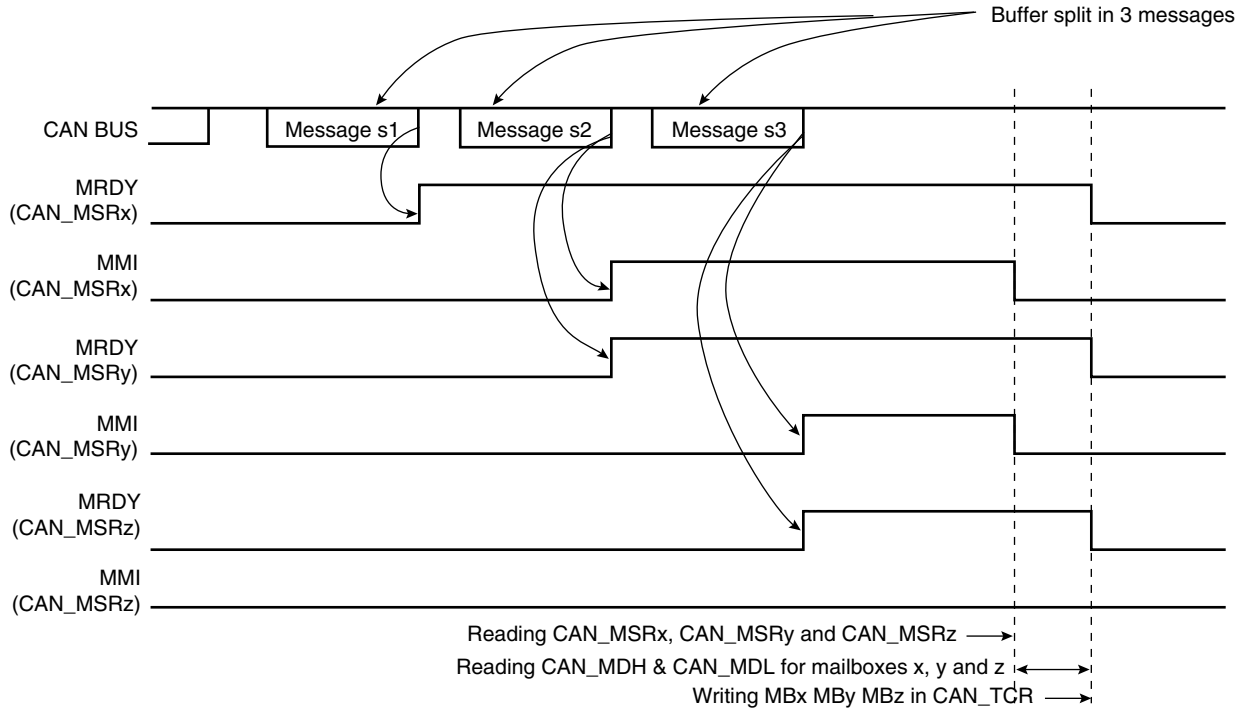 Buffer split in 3 messages
CAN BUS
Message s1
Message s2
Message s3
MRDY
(CAN_MSRx)
MMI
(CAN_MSRx)
MRDY
(CAN_MSRy)
MMI
(CAN_MSRy)
MRDY
(CAN_MSRz)
MMI
(CAN_MSRz)
Reading CAN_MSRx, CAN_MSRy and CAN_MSRz
Reading CAN_MDH & CAN_MDL for mailboxes x, y and z
Writing MBx MBy MBz in CAN_TCR